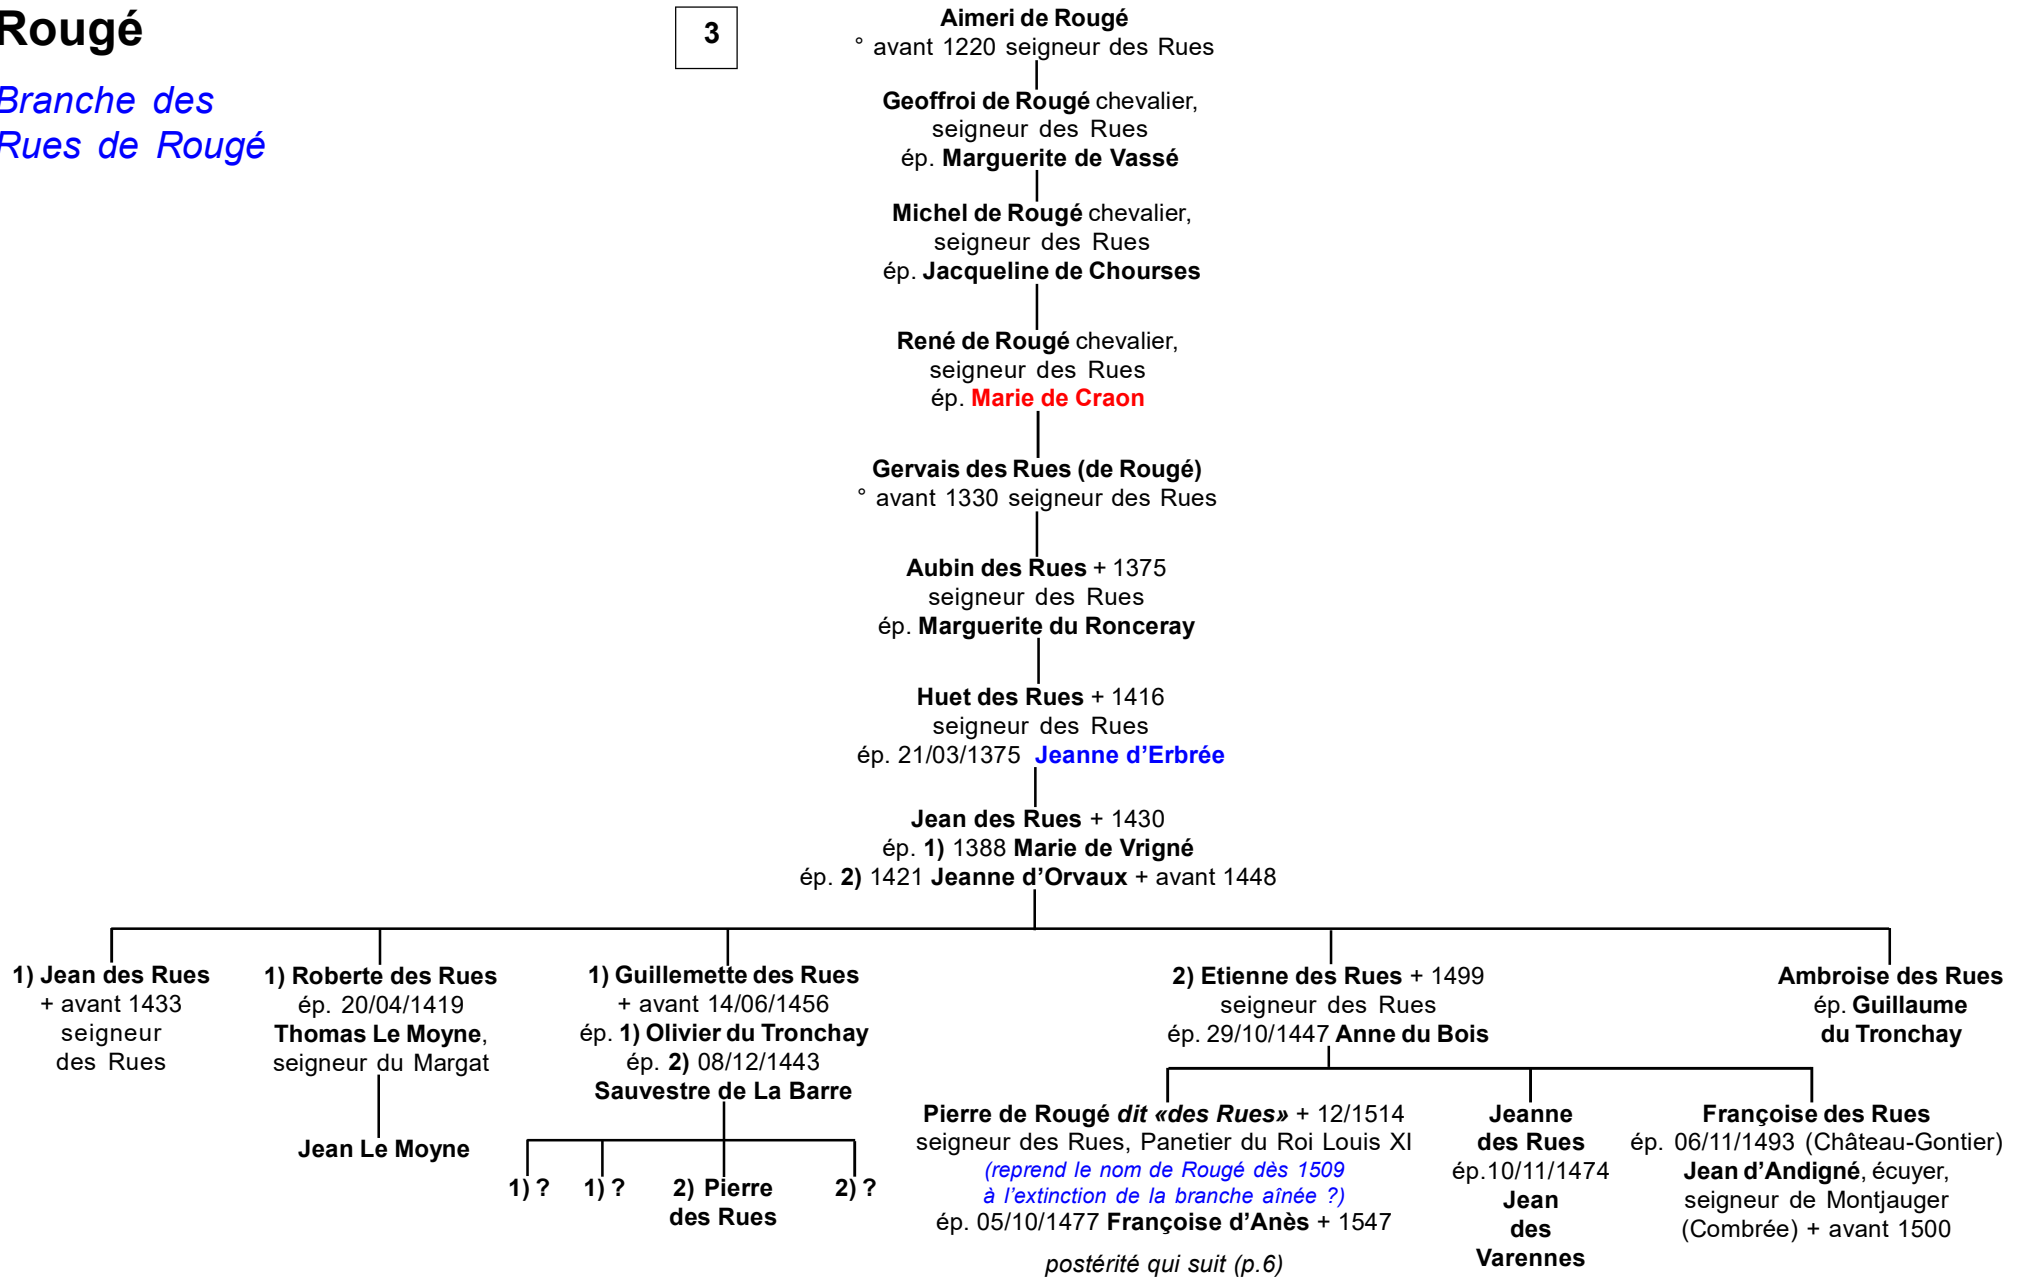 Rougé
Branche des
Rues de Rougé
3
Aimeri de Rougé
° avant 1220 seigneur des Rues
Geoffroi de Rougé chevalier,
seigneur des Rues
ép. Marguerite de Vassé
Michel de Rougé chevalier,
seigneur des Rues
ép. Jacqueline de Chourses
René de Rougé chevalier,
seigneur des Rues
ép. Marie de Craon
Gervais des Rues (de Rougé)
° avant 1330 seigneur des Rues
Aubin des Rues + 1375
seigneur des Rues
ép. Marguerite du Ronceray
Huet des Rues + 1416
seigneur des Rues
ép. 21/03/1375 Jeanne d’Erbrée
Jean des Rues + 1430
ép. 1) 1388 Marie de Vrigné
ép. 2) 1421 Jeanne d’Orvaux + avant 1448
1) Jean des Rues
+ avant 1433
seigneur
des Rues
1) Roberte des Rues
ép. 20/04/1419
Thomas Le Moyne,
seigneur du Margat
Jean Le Moyne
1) Guillemette des Rues
+ avant 14/06/1456
ép. 1) Olivier du Tronchay
ép. 2) 08/12/1443
Sauvestre de La Barre
1) ?
1) ?
2) Pierre
des Rues
2) ?
2) Etienne des Rues + 1499
seigneur des Rues
ép. 29/10/1447 Anne du Bois
Ambroise des Rues
ép. Guillaume
du Tronchay
Pierre de Rougé dit «des Rues» + 12/1514
seigneur des Rues, Panetier du Roi Louis XI
(reprend le nom de Rougé dès 1509
à l’extinction de la branche aînée ?)
ép. 05/10/1477 Françoise d’Anès + 1547
postérité qui suit (p.6)
Jeanne
des Rues
ép.10/11/1474
Jean
des
Varennes
Françoise des Rues
ép. 06/11/1493 (Château-Gontier)
Jean d’Andigné, écuyer,
seigneur de Montjauger
(Combrée) + avant 1500